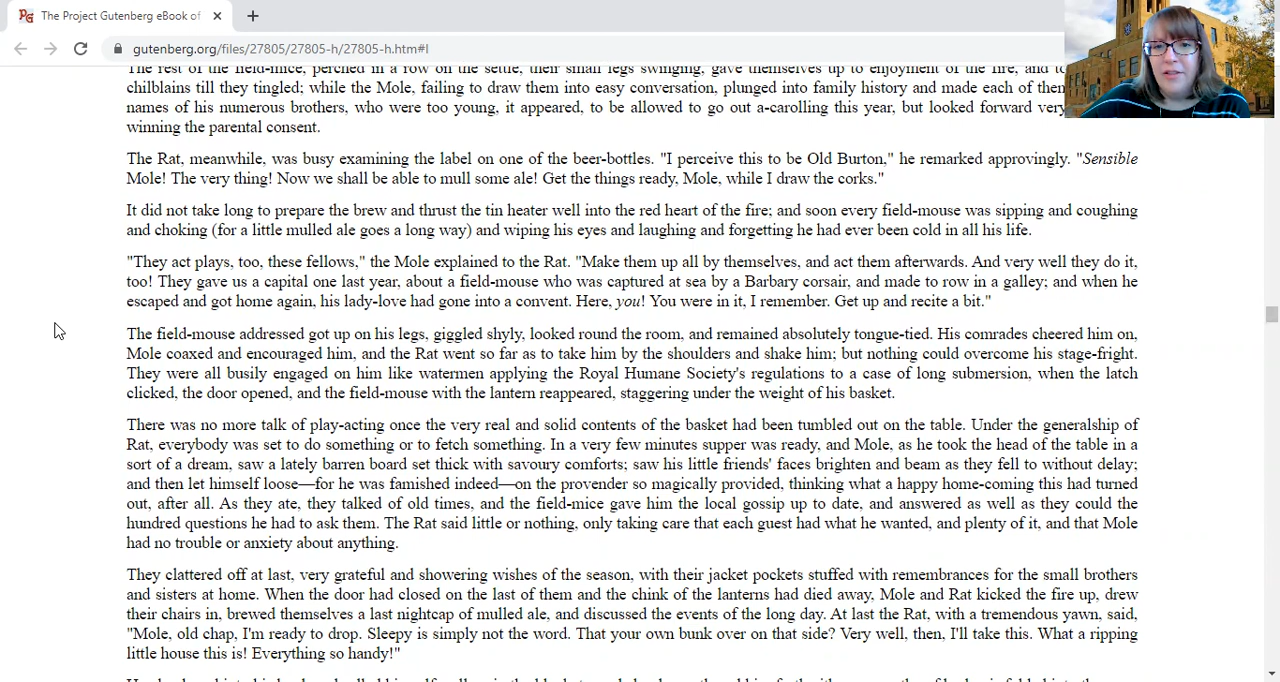 The Project Gutenberg eBook of
gutenberg.org/files/27805/27805-h/27805-h.htm#I
The rest of the field-mice, perched in a row on the settle, their small legs swinging, gave themselves up to enjoyment of the fire, and
chilblains till they tingled; while the Mole, failing to draw them into easy conversation, plunged into family history and made each of them
names of his numerous brothers, who were too young, it appeared, to be allowed to go out a-carolling this year, but looked forward very
winning the parental consent.
The Rat, meanwhile, was busy examining the label on one of the beer-bottles. "I perceive this to be Old Burton," he remarked approvingly. "Sensible
Mole! The very thing! Now we shall be able to mull some ale! Get the things ready, Mole, while I draw the corks."
It did not take long to prepare the brew and thrust the tin heater well into the red heart of the fire; and soon every field-mouse was sipping and coughing
and choking (for a little mulled ale goes a long way) and wiping his eyes and laughing and forgetting he had ever been cold in all his life.
"They act plays, too, these fellows," the Mole explained to the Rat. "Make them up all by themselves, and act them afterwards. And very well they do it,
too! They gave us a capital one last year, about a field-mouse who was captured at sea by a Barbary corsair, and made to row in a galley; and when he
escaped and got home again, his lady-love had gone into a convent. Here, you! You were in it, I remember. Get up and recite a bit."
The field-mouse addressed got up on his legs, giggled shyly, looked round the room, and remained absolutely tongue-tied. His comrades cheered him on,
Mole coaxed and encouraged him, and the Rat went so far as to take him by the shoulders and shake him; but nothing could overcome his stage-fright.
They were all busily engaged on him like watermen applying the Royal Humane Society's regulations to a case of long submersion, when the latch
clicked, the door opened, and the field-mouse with the lantern reappeared, staggering under the weight of his basket.
There was no more talk of play-acting once the very real and solid contents of the basket had been tumbled out on the table. Under the generalship of
Rat, everybody was set to do something or to fetch something. In a very few minutes supper was ready, and Mole, as he took the head of the table in a
sort of a dream, saw a lately barren board set thick with savoury comforts; saw his little friends' faces brighten and beam as they fell to without delay;
and then let himself loose—for he was famished indeed—on the provender so magically provided, thinking what a happy home-coming this had turned
out, after all. As they ate, they talked of old times, and the field-mice gave him the local gossip up to date, and answered as well as they could the
hundred questions he had to ask them. The Rat said little or nothing, only taking care that each guest had what he wanted, and plenty of it, and that Mole
had no trouble or anxiety about anything.
They clattered off at last, very grateful and showering wishes of the season, with their jacket pockets stuffed with remembrances for the small brothers
and sisters at home. When the door had closed on the last of them and the chink of the lanterns had died away, Mole and Rat kicked the fire up, drew
their chairs in, brewed themselves a last nightcap of mulled ale, and discussed the events of the long day. At last the Rat, with a tremendous yawn, said,
"Mole, old chap, I'm ready to drop. Sleepy is simply not the word. That your own bunk over on that side? Very well, then, I'll take this. What a ripping
little house this is! Everything so handy!"